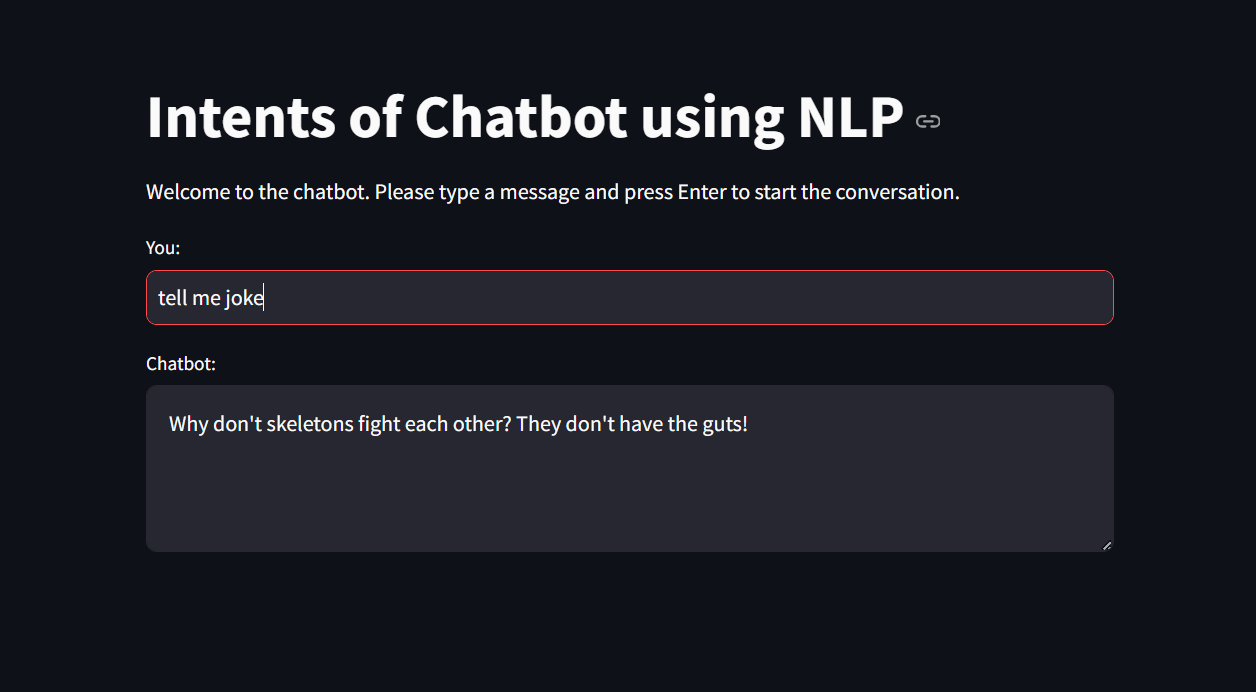 Intents of Chatbot using NLP
Welcome to the chatbot. Please type a message and press Enter to start the conversation.
You:
tell me joke
Chatbot:
Why don't skeletons fight each other? They don't have the guts!